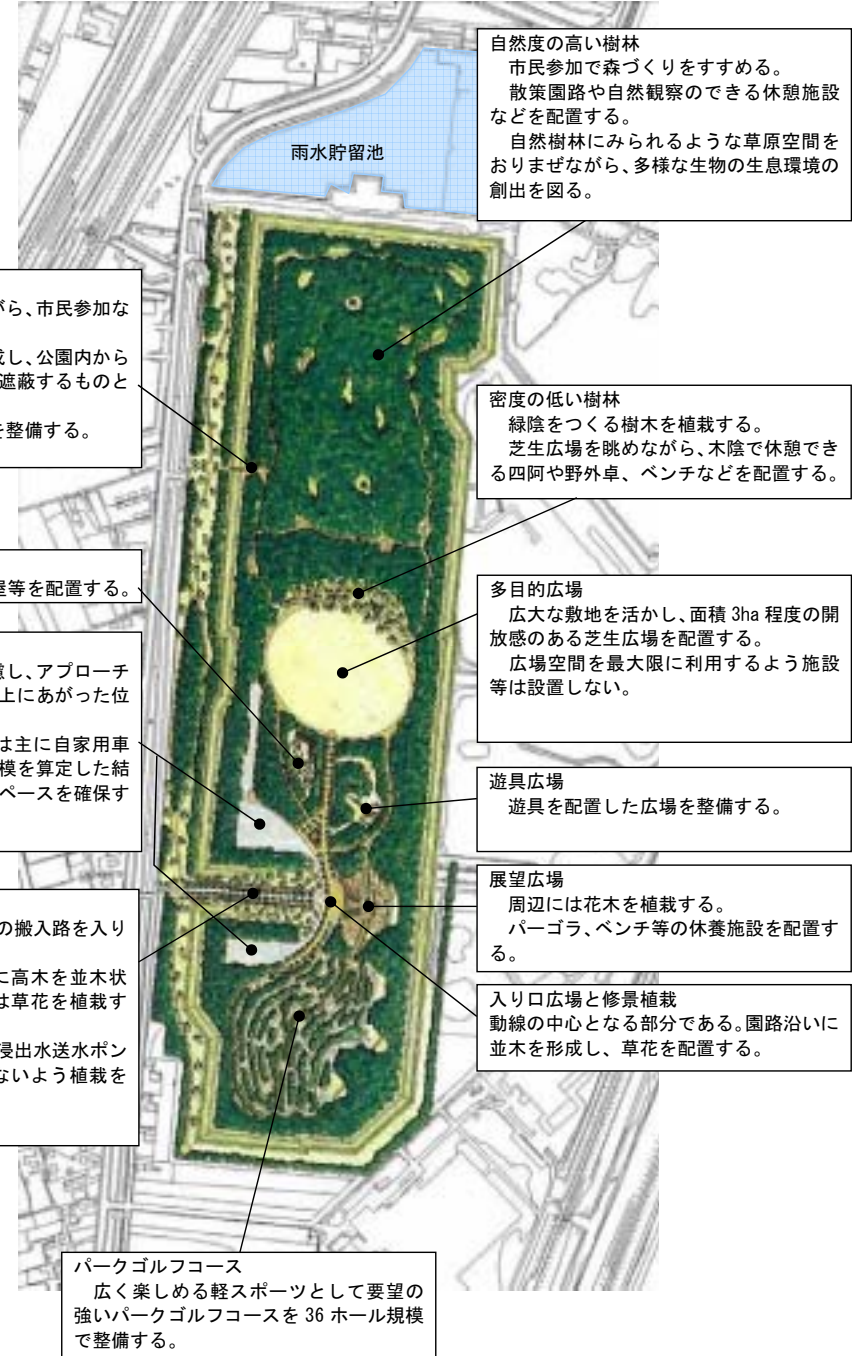 自然度の高い樹林
市民参加で森づくりをすすめる。
散策園路や自然観察のできる休憩施設
などを配置する。
自然樹林にみられるような草原空間を
おりまぜながら、多様な生物の生息環境の
創出を図る。
雨水貯留池
がら、市民参加な
成し、公園内から
遮蔽するものと
を整備する。
密度の低い樹林
緑陰をつくる樹木を植栽する。
芝生広場を眺めながら、木陰で休憩でき
る四阿や野外卓、ベンチなどを配置する。
屋等を配置する。
多目的広場
広大な敷地を活かし、面積 3ha 程度の開
放感のある芝生広場を配置する。
広場空間を最大限に利用するよう施設
等は設置しない。
慮し、アプローチ
上にあがった位
は主に自家用車
模を算定した結
ペースを確保す
遊具広場
遊具を配置した広場を整備する。
展望広場
周辺には花木を植栽する。
パーゴラ、ベンチ等の休養施設を配置す
る。
の搬入路を入り
に高木を並木状
は草花を植栽す
浸出水送水ポン
ないよう植栽を
入り口広場と修景植栽
動線の中心となる部分である。園路沿いに
並木を形成し、草花を配置する。
パークゴルフコース
広く楽しめる軽スポーツとして要望の
強いパークゴルフコースを 36 ホール規模
で整備する。